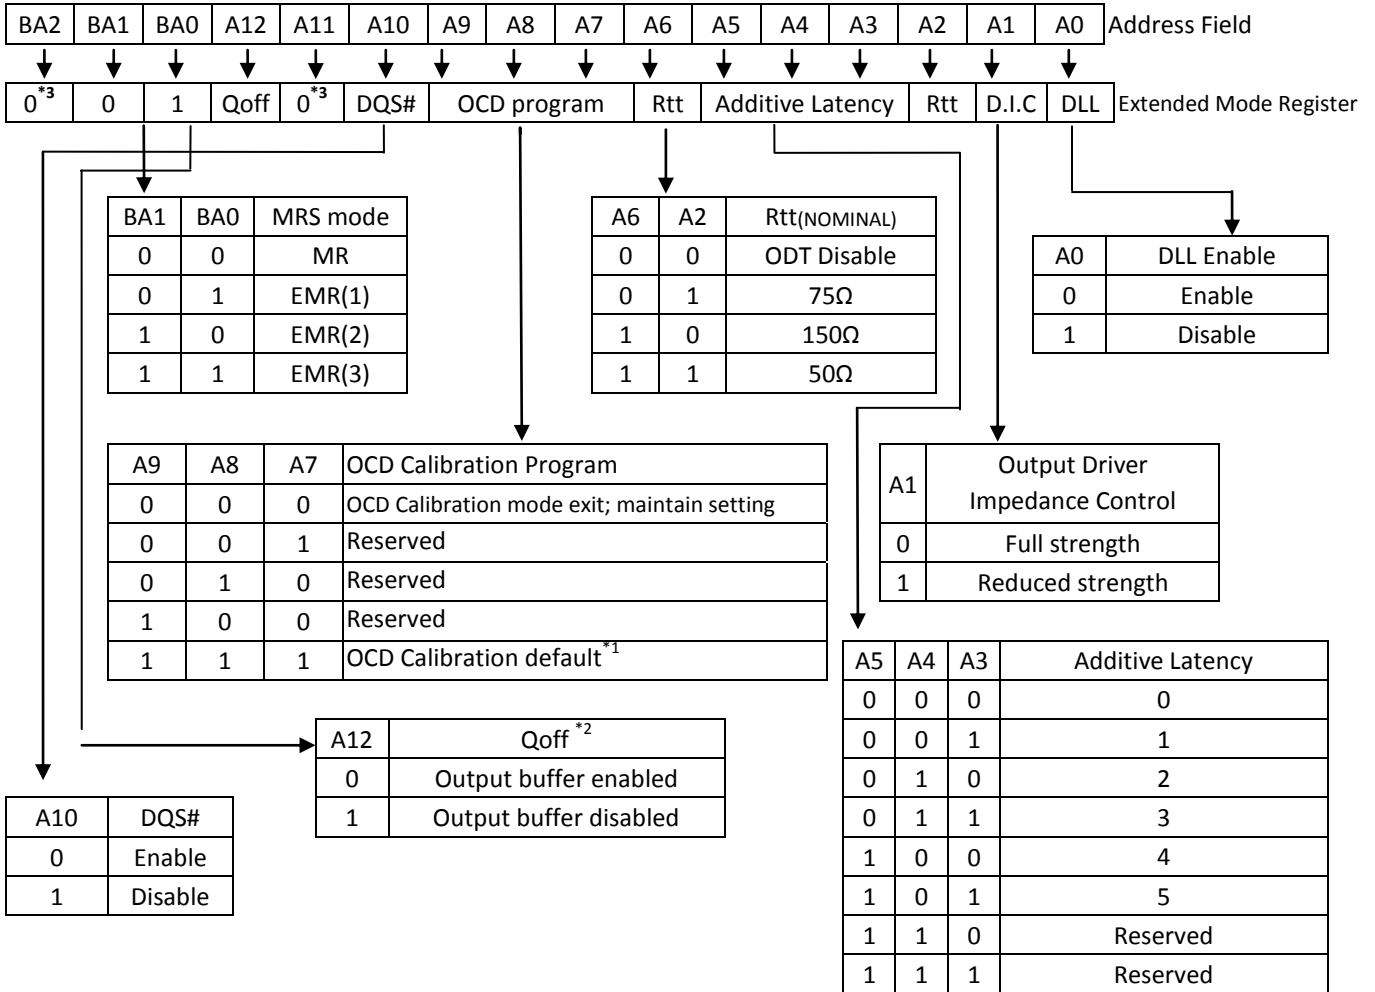 BA2 BA1 BA0 A12 A11 A10 A9 A8 A7 A6 A5 A4 A3 A2 A1 A0 Address Field
0*3 0 1 Qoff 0*3 DQS# OCD program Rtt Additive Latency Rtt D.I.C DLL Extended Mode Register
BA1 BA0 MRS mode
0 0 MR
0 1 EMR(1)
1 0 EMR(2)
1 1 EMR(3)
A6 A2 Rtt(NOMINAL)
0 0 ODT Disable
0 1 75Ω
1 0 150Ω
1 1 50Ω
A0 DLL Enable
0 Enable
1 Disable
A9 A8 A7 OCD Calibration Program
0 0 0 OCD Calibration mode exit; maintain setting
0 0 1 Reserved
0 1 0 Reserved
1 0 0 Reserved
1 1 1 OCD Calibration default*1
A1 Output Driver
Impedance Control
0 Full strength
1 Reduced strength
A5 A4 A3 Additive Latency
0 0 0 0
0 0 1 1
0 1 0 2
0 1 1 3
1 0 0 4
1 0 1 5
1 1 0 Reserved
1 1 1 Reserved
A12 Qoff *2
0 Output buffer enabled
1 Output buffer disabled
A10 DQS#
0 Enable
1 Disable